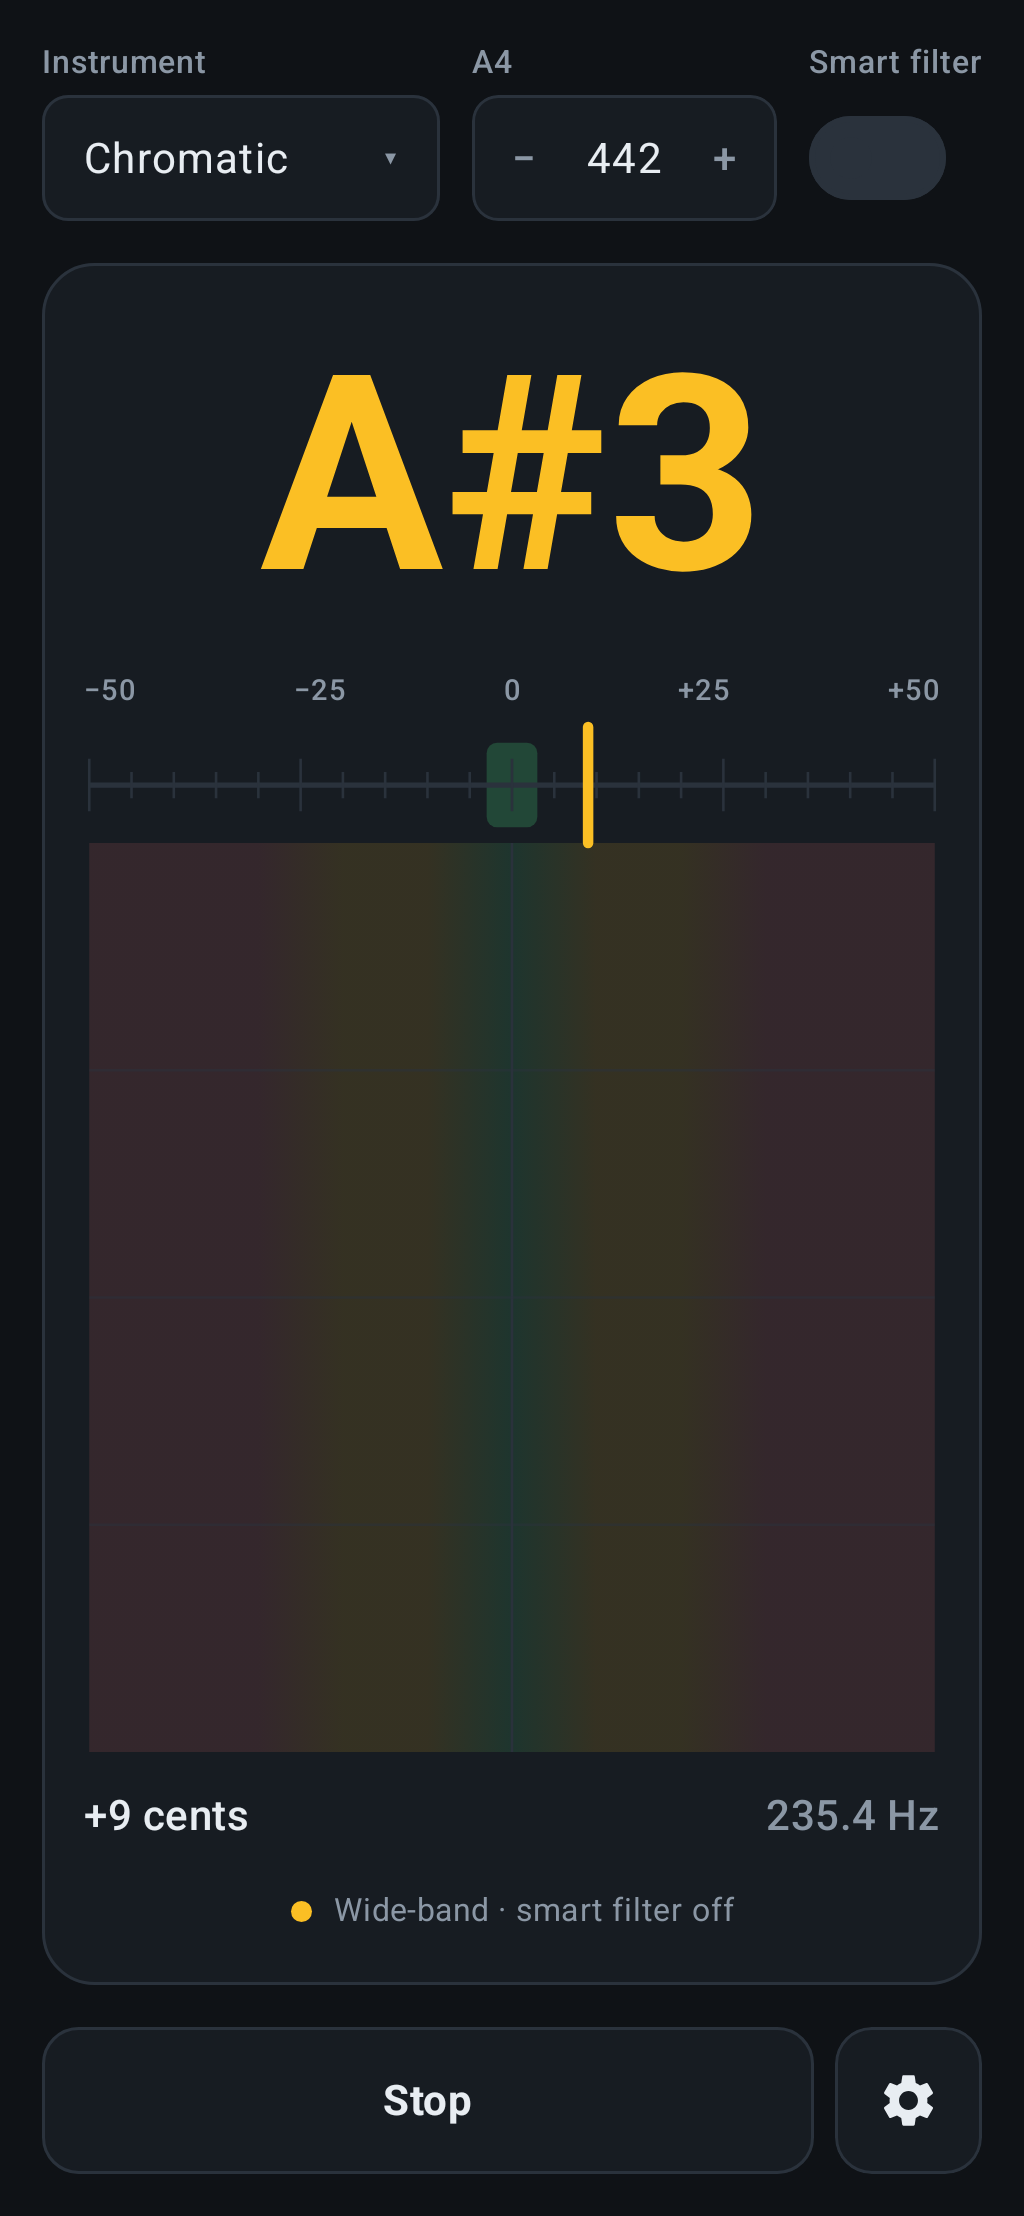 Instrument A4 Smart filter
Chromatic ▾ − 442 +
A#3
−50 −25 0 +25 +50
+9 cents 235.4 Hz
Wide-band · smart filter off
Stop